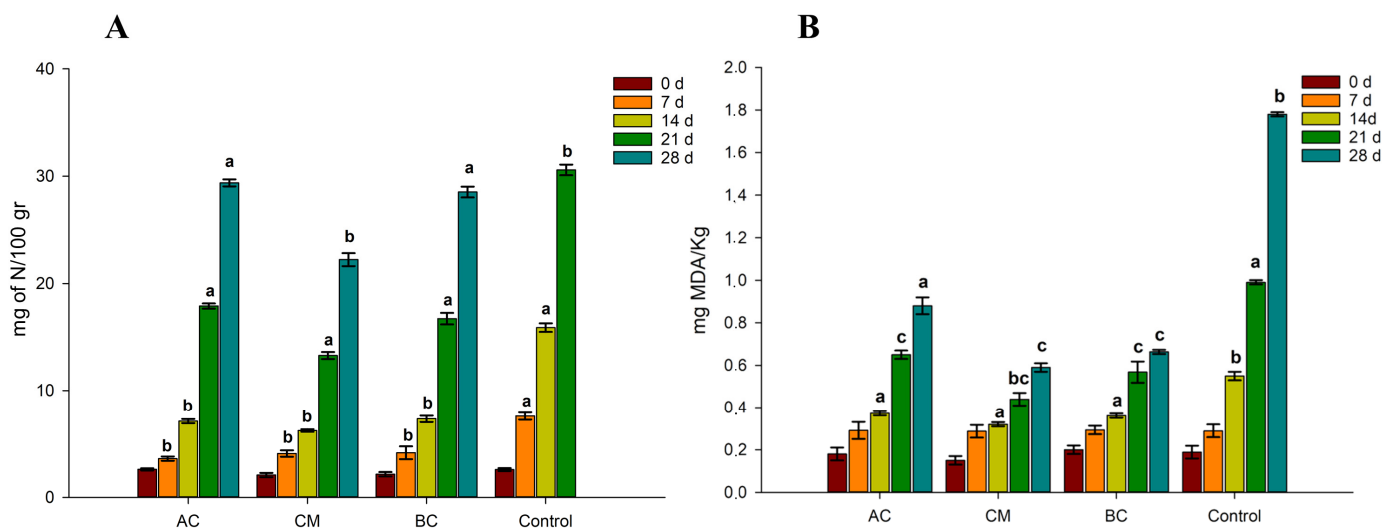 A
mg of N/100 gr
40
30
20
10
0
0 d
7 d
14 d
21 d
28 d
b b a a
b b a b
b b a a
a a b
AC CM BC Control
B
mg MDA/Kg
2.0
1.8
1.6
1.4
1.2
1.0
0.8
0.6
0.4
0.2
0.0
0 d
7 d
14d
21 d
28 d
a c a
a bc c
a c c
b a b
AC CM BC Control